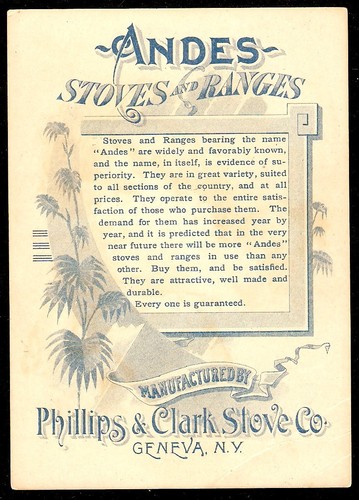 ANDES
STOVES AND RANGES
Stoves and Ranges bearing the name
"Andes" are widely and favorably known,
and the name, in itself, is evidence of su-
periority. They are in great variety, suited
to all sections of the country, and at all
prices. They operate to the entire satis-
faction of those who purchase them. The
demand for them has increased year by
year, and it is predicted that in the very
near future there will be more "Andes"
stoves and ranges in use than any
other. Buy them, and be satisfied.
They are attractive, well made and
durable.
Every one is guaranteed.
MANUFACTURED BY
Phillips & Clark Stove Co.
GENEVA, N.Y.